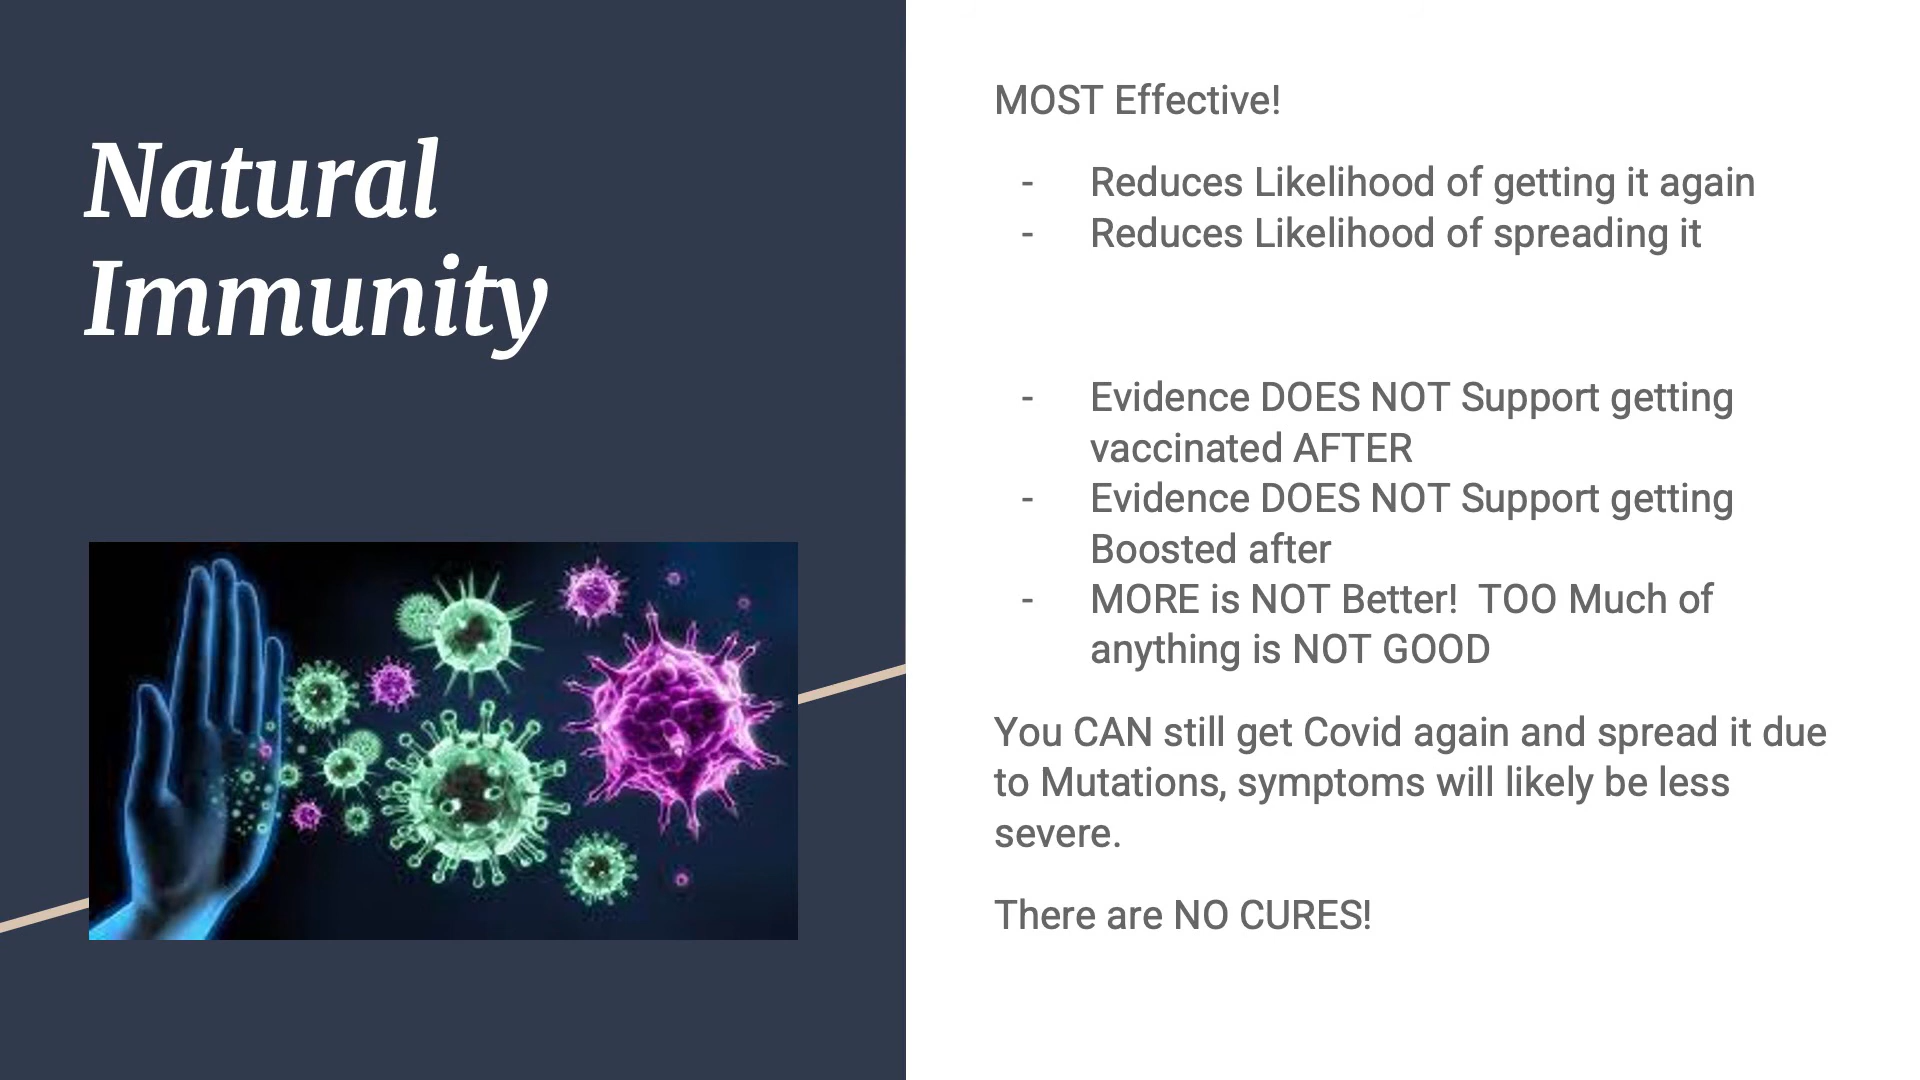 Natural
Immunity
MOST Effective!
- Reduces Likelihood of getting it again
- Reduces Likelihood of spreading it
- Evidence DOES NOT Support getting
vaccinated AFTER
- Evidence DOES NOT Support getting
Boosted after
- MORE is NOT Better!  TOO Much of
anything is NOT GOOD
You CAN still get Covid again and spread it due
to Mutations, symptoms will likely be less
severe.
There are NO CURES!